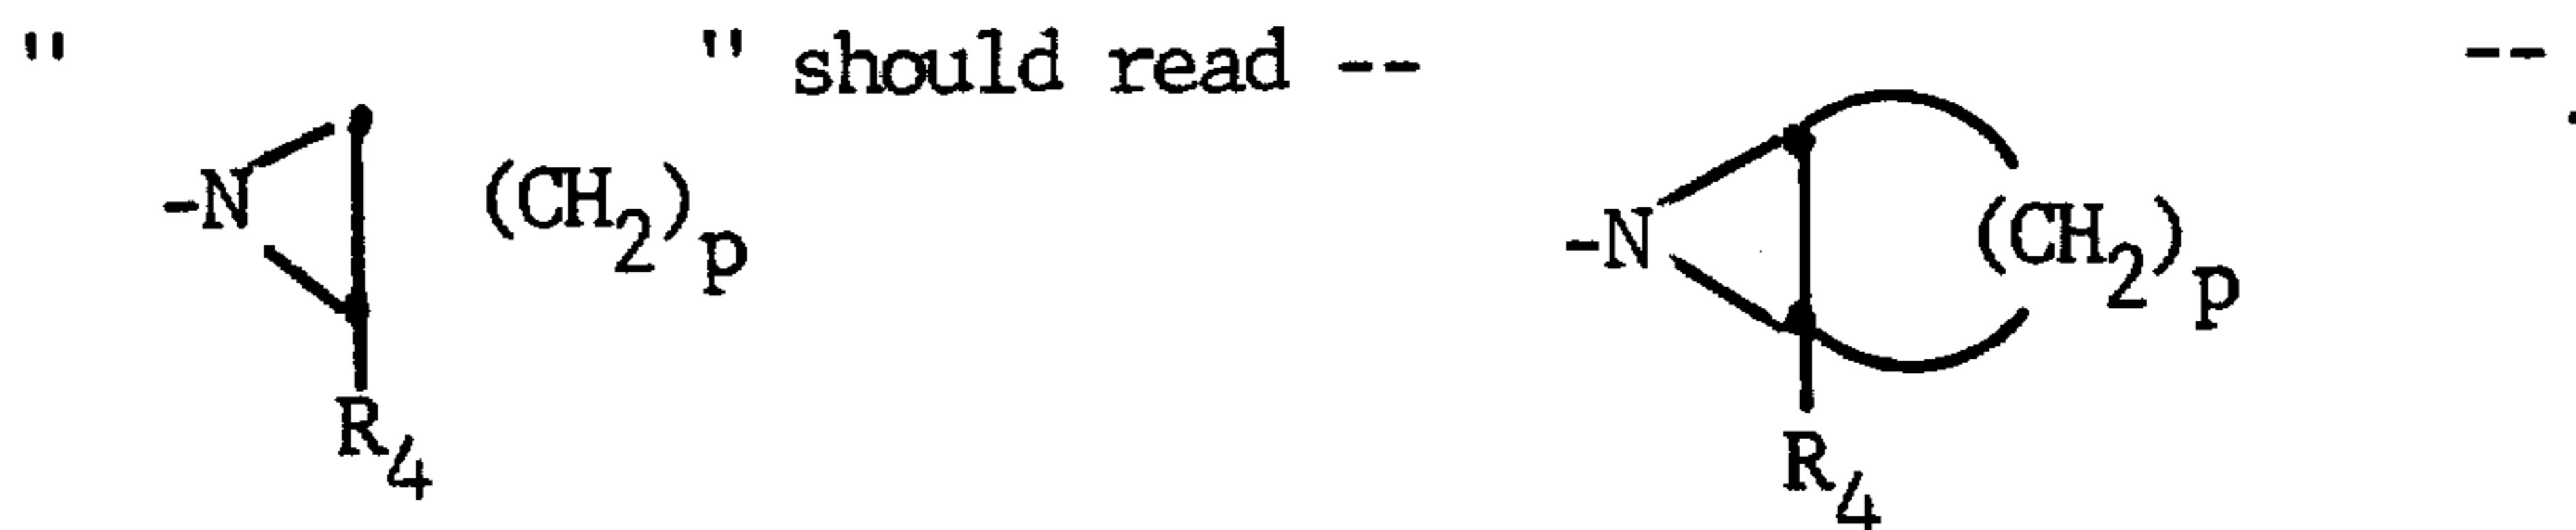 " " should read -- --.
-N (CH2)p -N (CH2)p
R4 R4